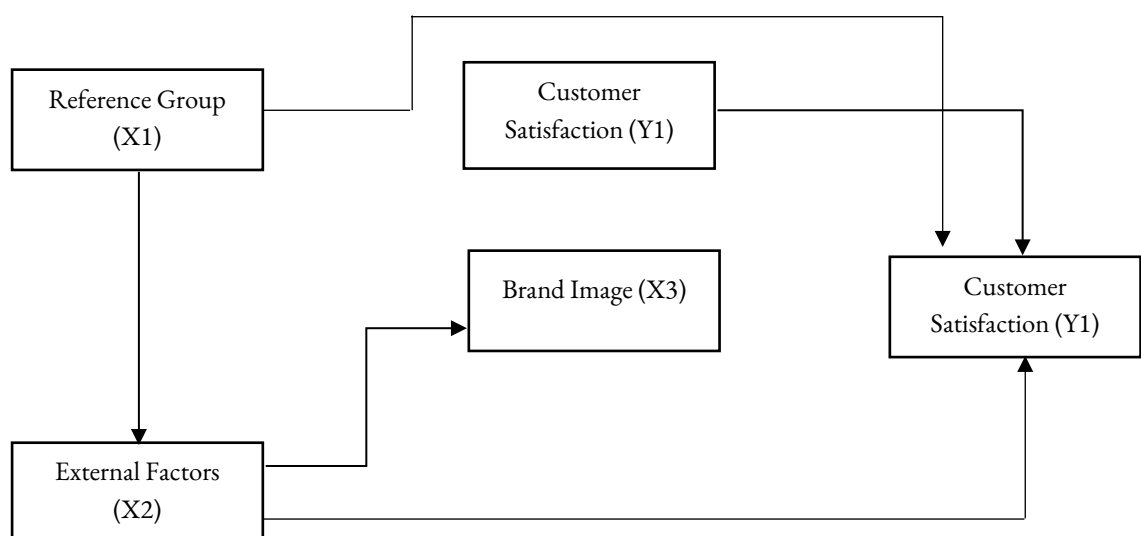 Reference Group
(X1)
Customer
Satisfaction (Y1)
Brand Image (X3)
Customer
Satisfaction (Y1)
External Factors
(X2)